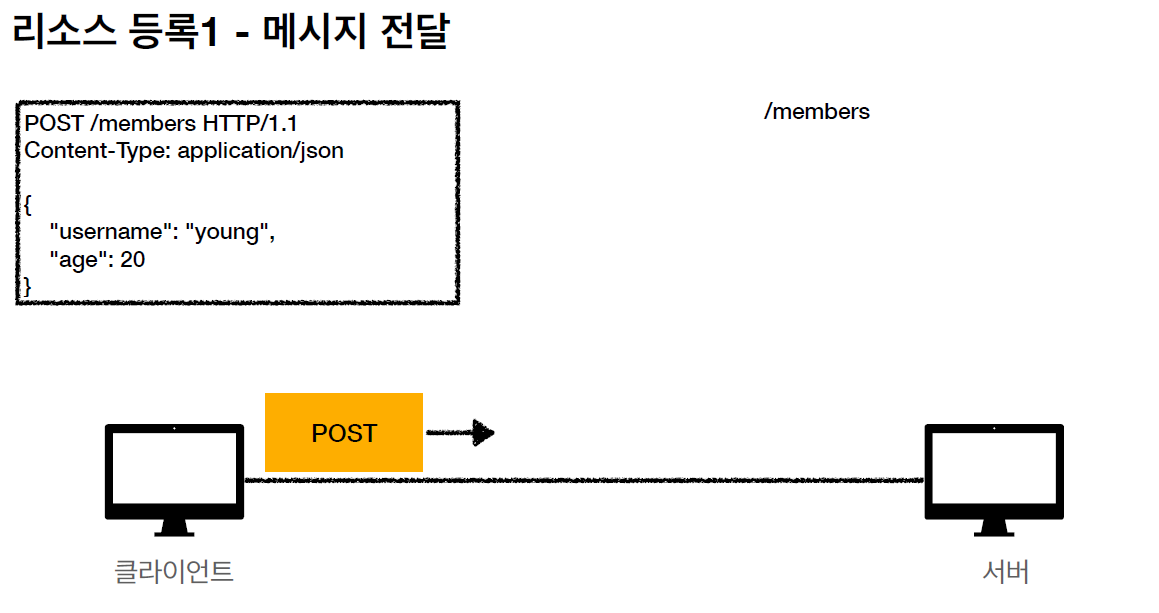 리소스 등록1 - 메시지 전달
POST /members HTTP/1.1
Content-Type: application/json
{
"username": "young",
"age": 20
}
/members
POST
클라이언트
서버